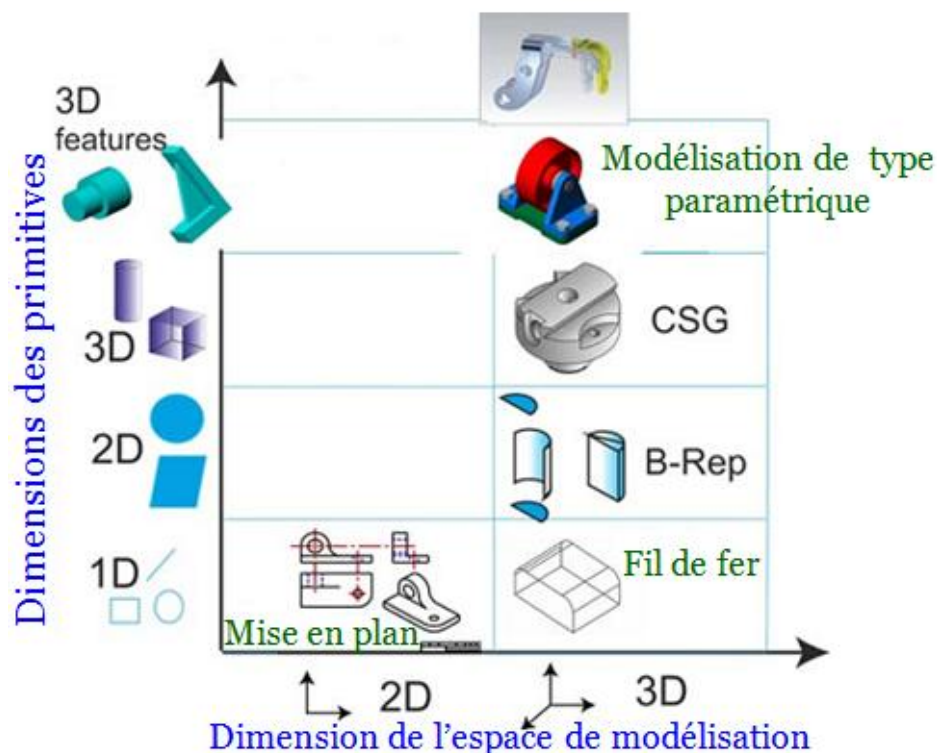 3D
features
Modélisation de type
paramétrique
Dimensions des primitives
3D
CSG
2D
B-Rep
1D
Fil de fer
Mise en plan
2D
3D
Dimension de l’espace de modélisation